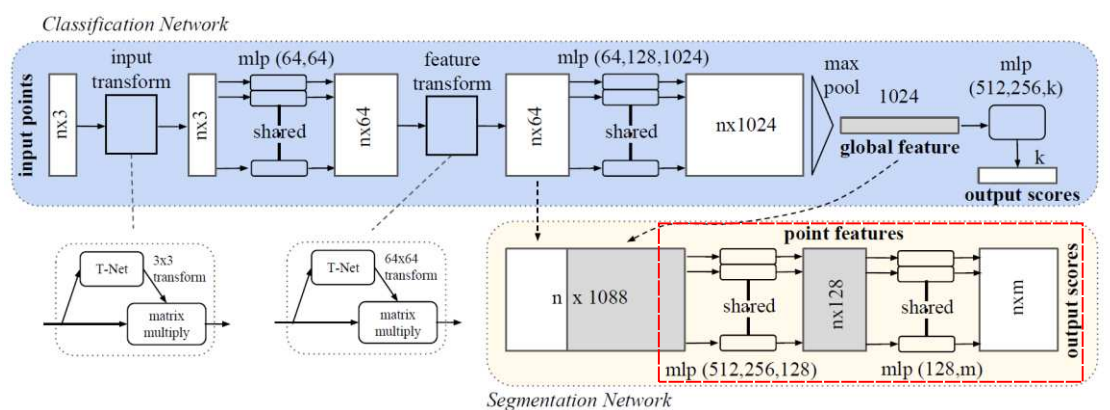 Classification Network
input points
nx3
input
transform
nx3
mlp (64,64)
shared
nx64
feature
transform
nx64
mlp (64,128,1024)
shared
nx1024
max
pool
1024
global feature
mlp
(512,256,k)
k
output scores
T-Net
3x3
transform
matrix
multiply
T-Net
64x64
transform
matrix
multiply
n x 1088
point features
shared
mlp (512,256,128)
nx128
shared
mlp (128,m)
nxm
output scores
Segmentation Network